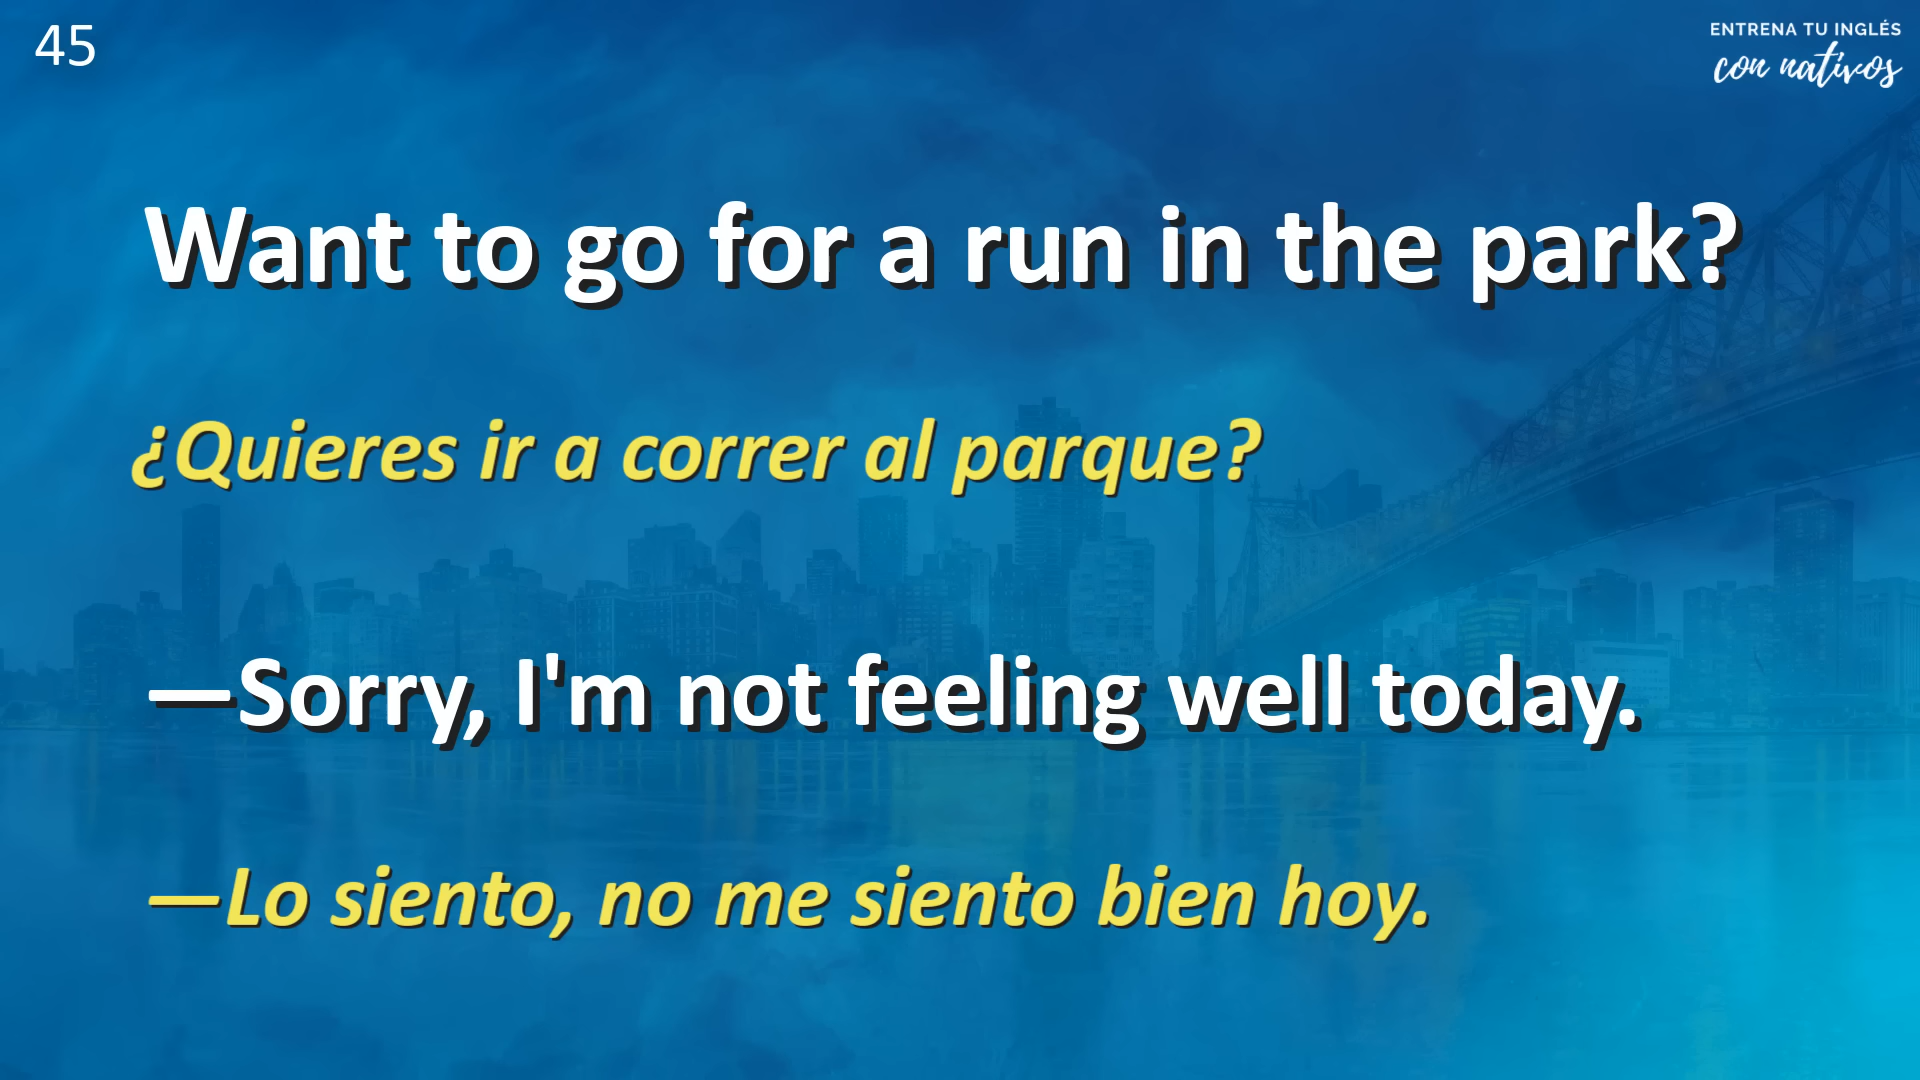 45
ENTRENA TU INGLÉS
con nativos
Want to go for a run in the park?
¿Quieres ir a correr al parque?
—Sorry, I'm not feeling well today.
—Lo siento, no me siento bien hoy.